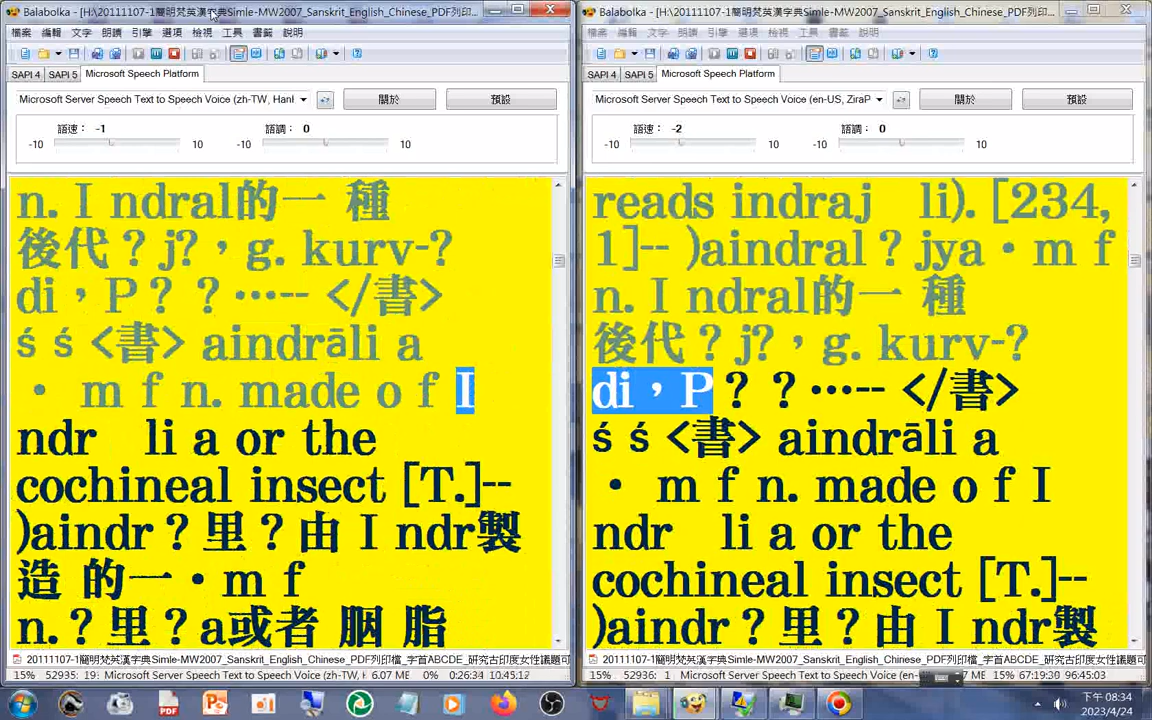 Balabolka - [H:\20111107-1簡明梵英漢字典Simle-MW2007_Sanskrit_English_Chinese_PDF列印...
檔案 編輯 文字 朗讀 引擎 選項 檢視 工具 書籤 說明
SAPI 4 SAPI 5 Microsoft Speech Platform
Microsoft Server Speech Text to Speech Voice (zh-TW, Hanl
關於 預設
語速： -1 語調： 0
-10 10 -10 10
n. I ndral的一 種
後代？j?，g. kurv-?
di，P？？…-- </書>
ś ś <書> aindrāli a
• m f n. made o f I
ndr li a or the
cochineal insect [T.]--
)aindr？里？由 I ndr製
造 的一•m f
n.？里？a或者 胭 脂
20111107-1簡明梵英漢字典Simle-MW2007_Sanskrit_English_Chinese_PDF列印檔_字首ABCDE_研究古印度女性議題可
15% 52935: 19: Microsoft Server Speech Text to Speech Voice (zh-TW, H 6.07 MB 0% 0:26:34 10:45:12
Balabolka - [H:\20111107-1簡明梵英漢字典Simle-MW2007_Sanskrit_English_Chinese_PDF列印...
檔案 編輯 文字 朗讀 引擎 選項 檢視 工具 書籤 說明
SAPI 4 SAPI 5 Microsoft Speech Platform
Microsoft Server Speech Text to Speech Voice (en-US, ZiraP
關於 預設
語速： -2 語調： 0
-10 10 -10 10
reads indraj li). [234,
1]-- )aindral？jya•m f
n. I ndral的一 種
後代？j?，g. kurv-?
di，P？？…-- </書>
ś ś <書> aindrāli a
• m f n. made o f I
ndr li a or the
cochineal insect [T.]--
)aindr？里？由 I ndr製
20111107-1簡明梵英漢字典Simle-MW2007_Sanskrit_English_Chinese_PDF列印檔_字首ABCDE_研究古印度女性議題可
15% 52936: 1 Microsoft Server Speech Text to Speech Voice (en-US, 15% 67:19:30 96:45:03
PDF
下午 08:34
2023/4/24